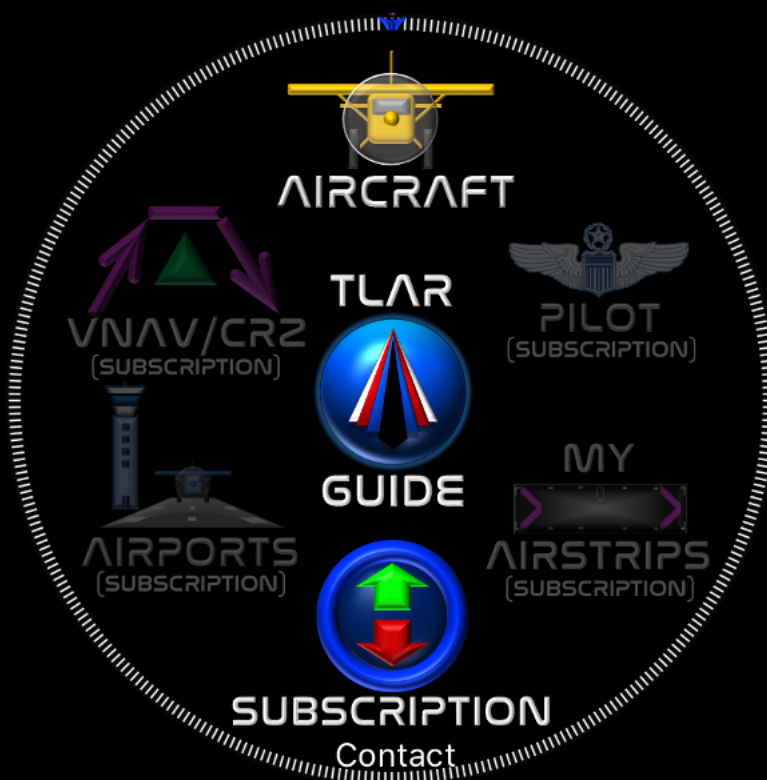 AIRCRAFT
VNAV/CRZ
(SUBSCRIPTION)
PILOT
(SUBSCRIPTION)
TLAR
GUIDE
AIRPORTS
(SUBSCRIPTION)
MY
AIRSTRIPS
(SUBSCRIPTION)
SUBSCRIPTION
Contact